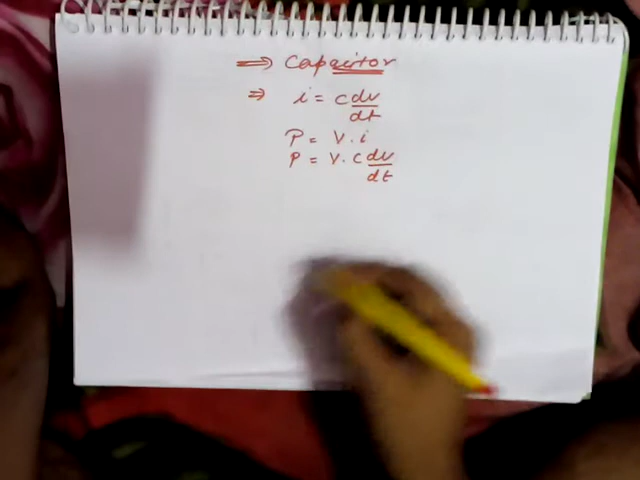 ⇒ Capacitor
⇒ i = c dv/dt
P = V . i
P = V . c dv/dt